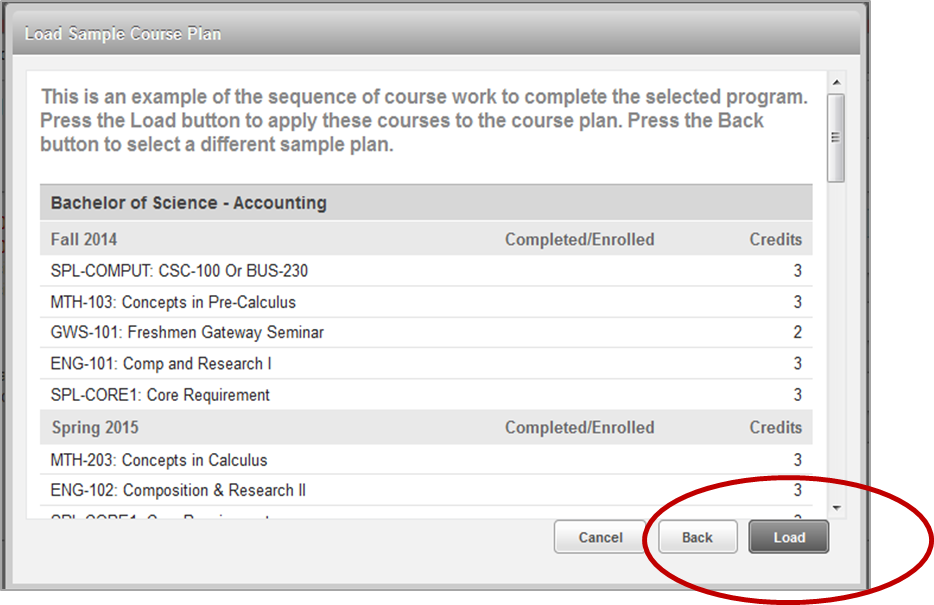 Load Sample Course Plan
This is an example of the sequence of course work to complete the selected program.
Press the Load button to apply these courses to the course plan. Press the Back
button to select a different sample plan.
Bachelor of Science - Accounting
Fall 2014 Completed/Enrolled Credits
SPL-COMPUT: CSC-100 Or BUS-230 3
MTH-103: Concepts in Pre-Calculus 3
GWS-101: Freshmen Gateway Seminar 2
ENG-101: Comp and Research I 3
SPL-CORE1: Core Requirement 3
Spring 2015 Completed/Enrolled Credits
MTH-203: Concepts in Calculus 3
ENG-102: Composition & Research II 3
Cancel Back Load